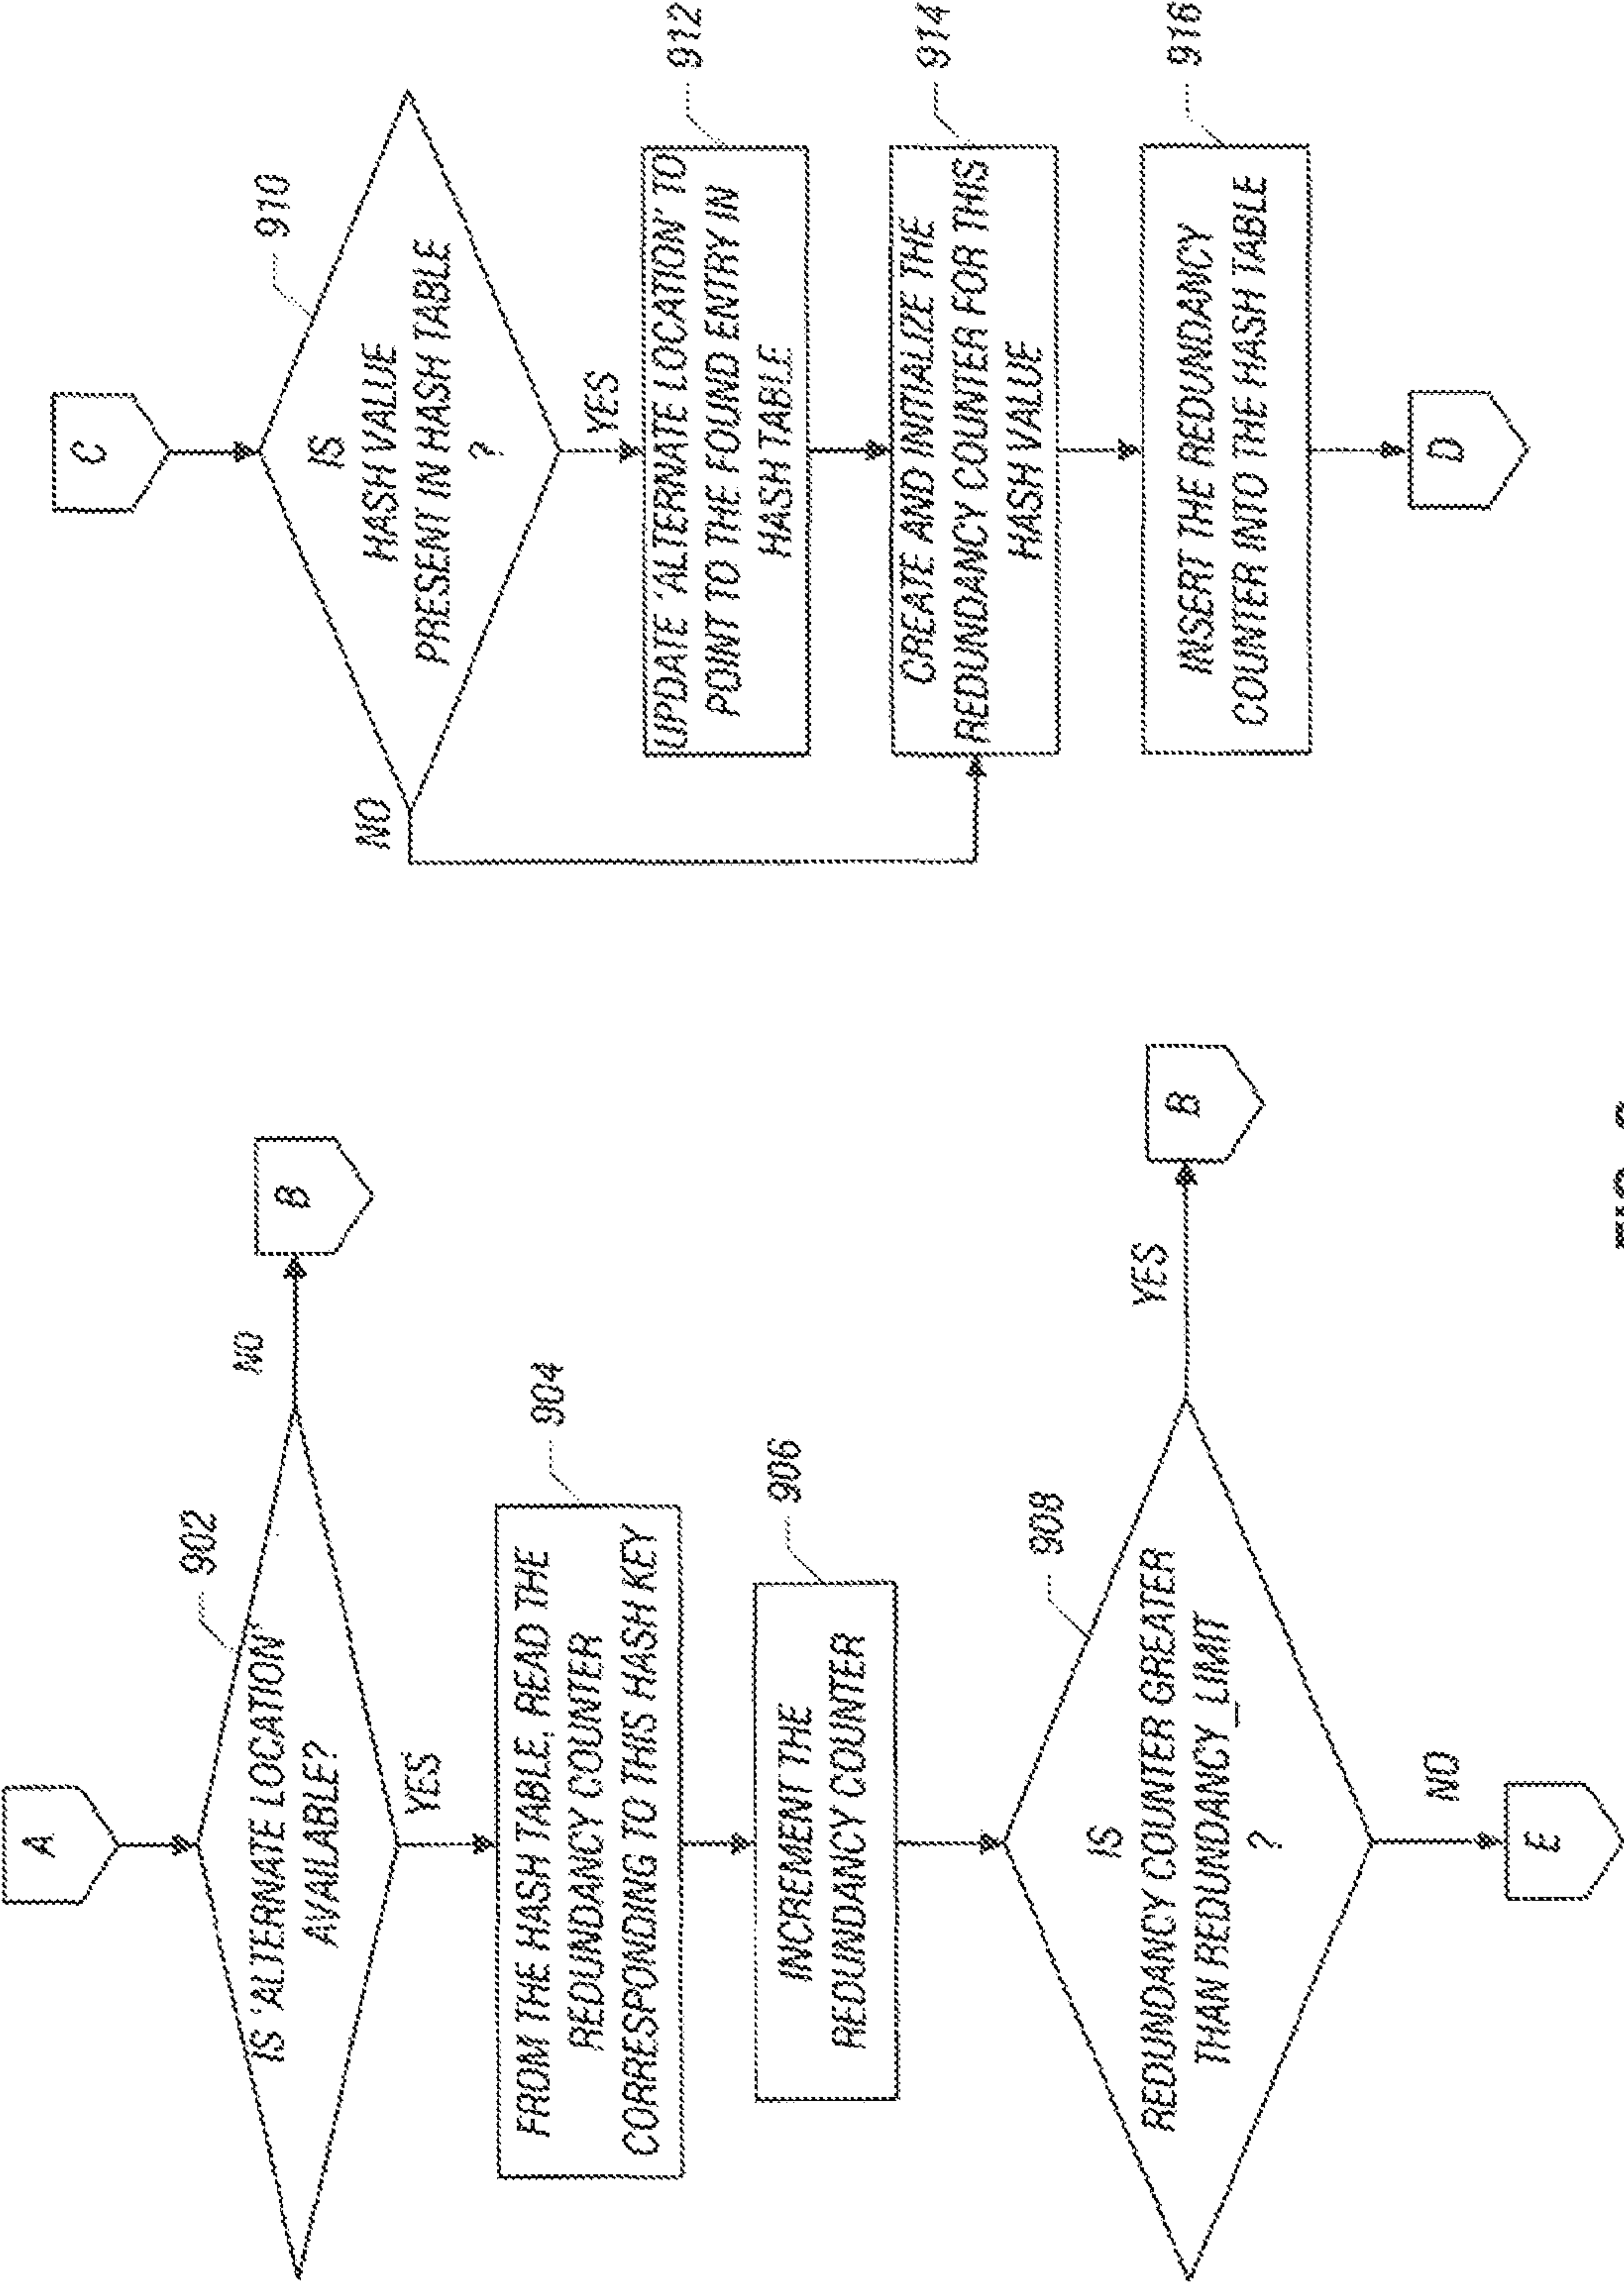 A
902
IS 'ALTERNATE LOCATION'
AVAILABLE?
NO
B
YES
904
FROM THE HASH TABLE, READ THE
REDUNDANCY COUNTER
CORRESPONDING TO THIS HASH KEY
906
INCREMENT THE
REDUNDANCY COUNTER
908
IS
REDUNDANCY COUNTER GREATER
THAN REDUNDANCY_LIMIT
?
YES
B
NO
E
C
910
IS
HASH VALUE
PRESENT IN HASH TABLE
?
NO
YES
912
UPDATE 'ALTERNATE LOCATION' TO
POINT TO THE FOUND ENTRY IN
HASH TABLE
914
CREATE AND INITIALIZE THE
REDUNDANCY COUNTER FOR THIS
HASH VALUE
916
INSERT THE REDUNDANCY
COUNTER INTO THE HASH TABLE
D